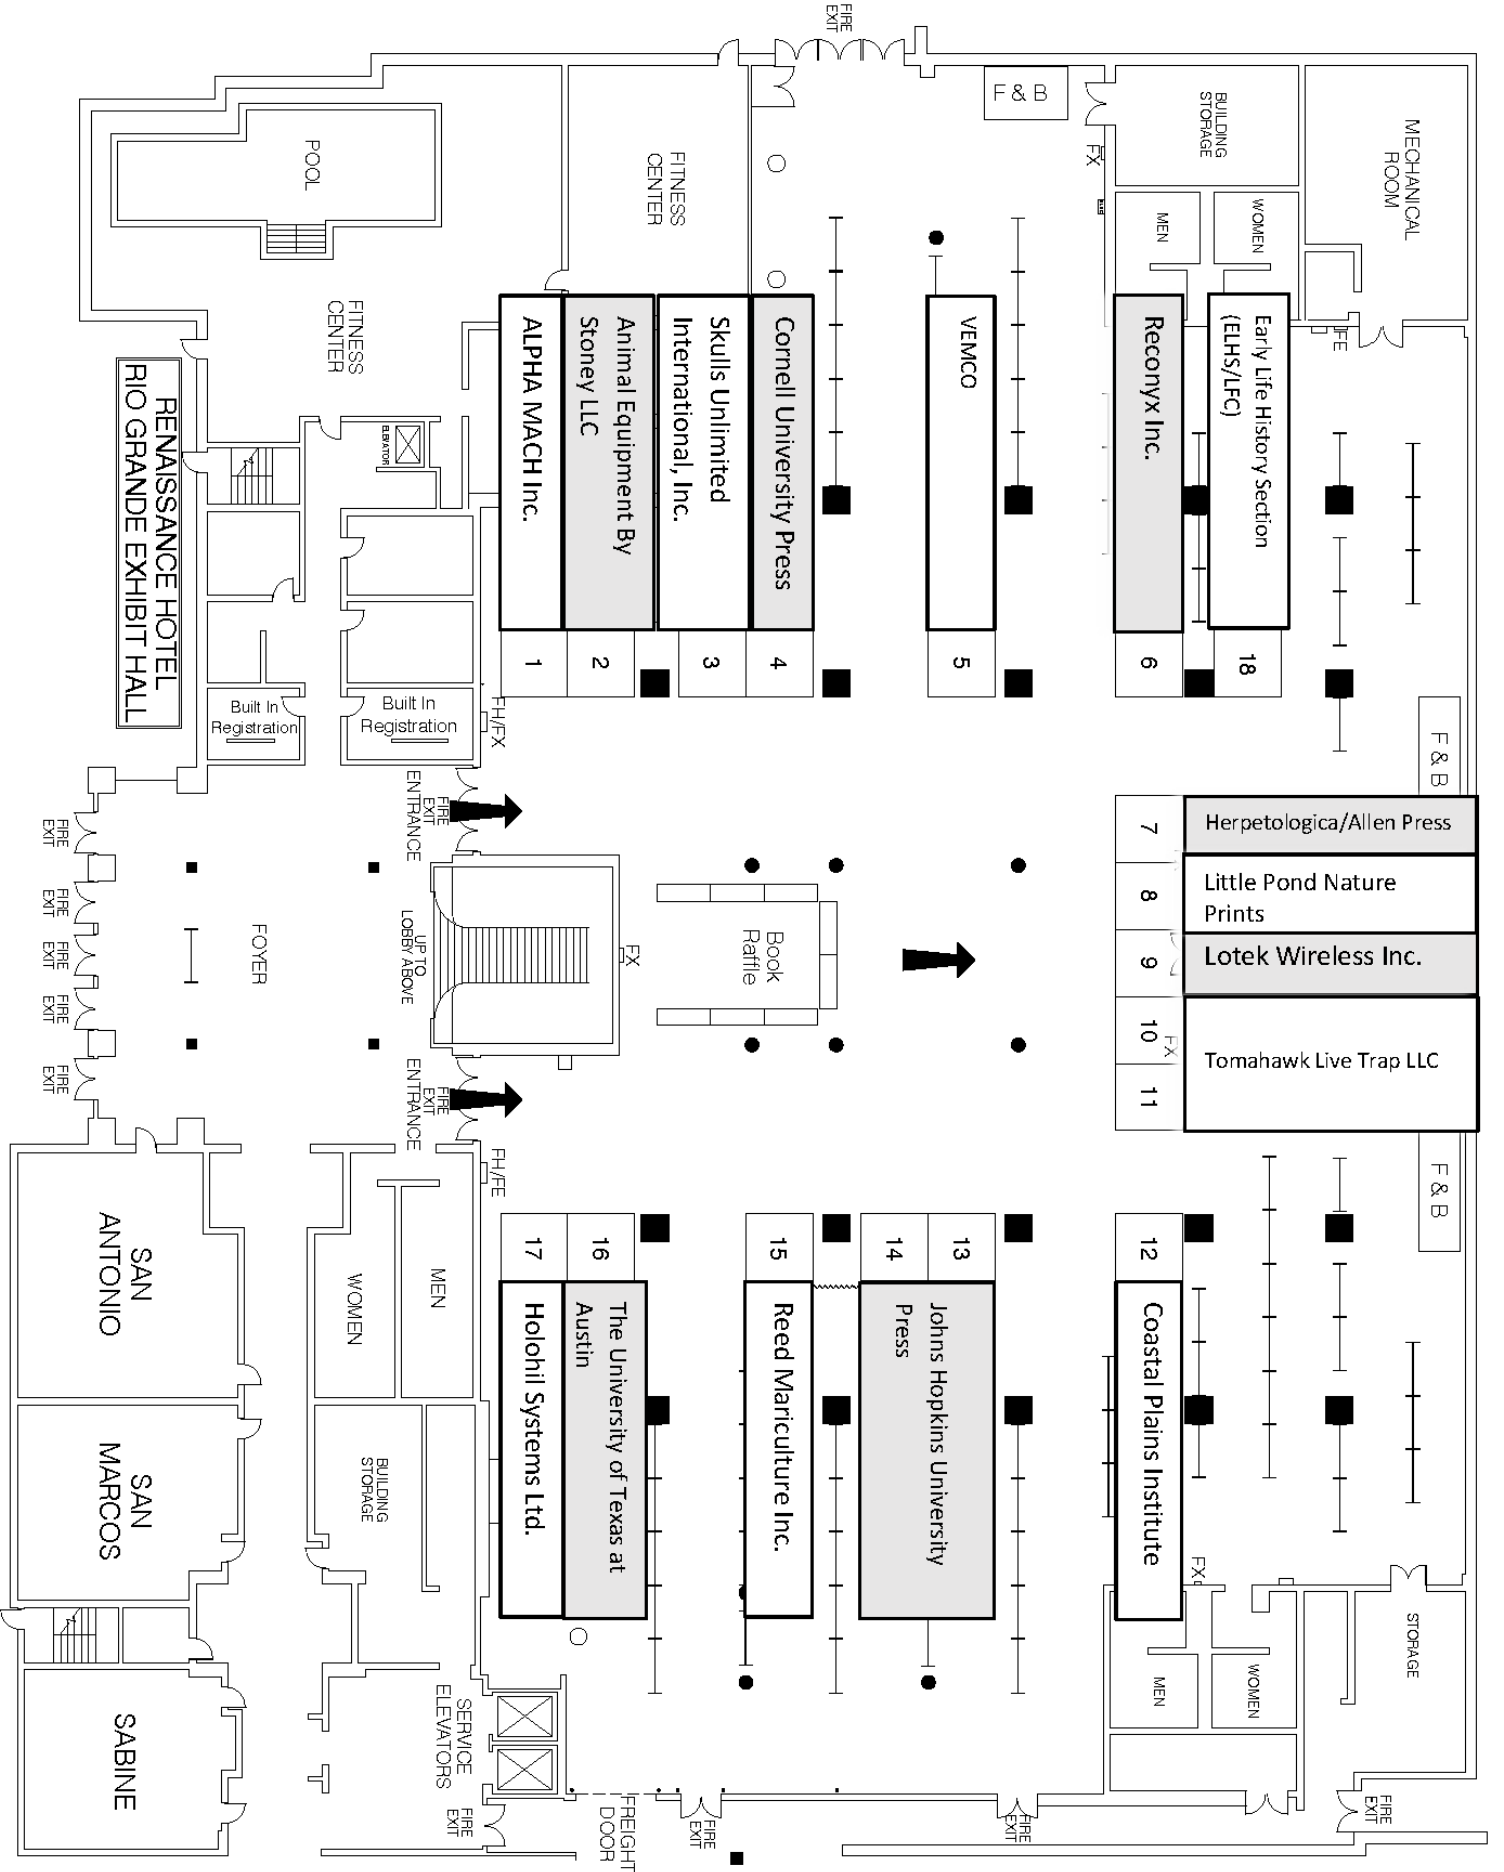 FIRE
EXIT
F & B
BUILDING
STORAGE
MECHANICAL
ROOM
FX
POOL
FITNESS
CENTER
MEN
WOMEN
FE
FITNESS
CENTER
ELEVATOR
RENAISSANCE HOTEL
RIO GRANDE EXHIBIT HALL
ALPHA MACH Inc.
Animal Equipment By
Stoney LLC
Skulls Unlimited
International, Inc.
Cornell University Press
VEMCO
Reconyx Inc.
Early Life History Section
(ELHS/LFC)
1
2
3
4
5
6
18
Built In
Registration
Built In
Registration
FH/FX
F & B
FIRE
EXIT
ENTRANCE
7
Herpetologica/Allen Press
8
Little Pond Nature
Prints
9
Lotek Wireless Inc.
10
FX
11
Tomahawk Live Trap LLC
FIRE
EXIT
FIRE
EXIT
FIRE
EXIT
FIRE
EXIT
FIRE
EXIT
FOYER
UP TO
LOBBY ABOVE
FX
Book
Raffle
FIRE
EXIT
ENTRANCE
FH/FE
F & B
17
16
15
14
13
12
Holohil Systems Ltd.
The University of Texas at
Austin
Reed Mariculture Inc.
Johns Hopkins University
Press
Coastal Plains Institute
SAN
ANTONIO
WOMEN
MEN
SAN
MARCOS
BUILDING
STORAGE
FX
STORAGE
MEN
WOMEN
SABINE
SERVICE
ELEVATORS
FIRE
EXIT
FREIGHT
DOOR
FIRE
EXIT
FIRE
EXIT
FIRE
EXIT